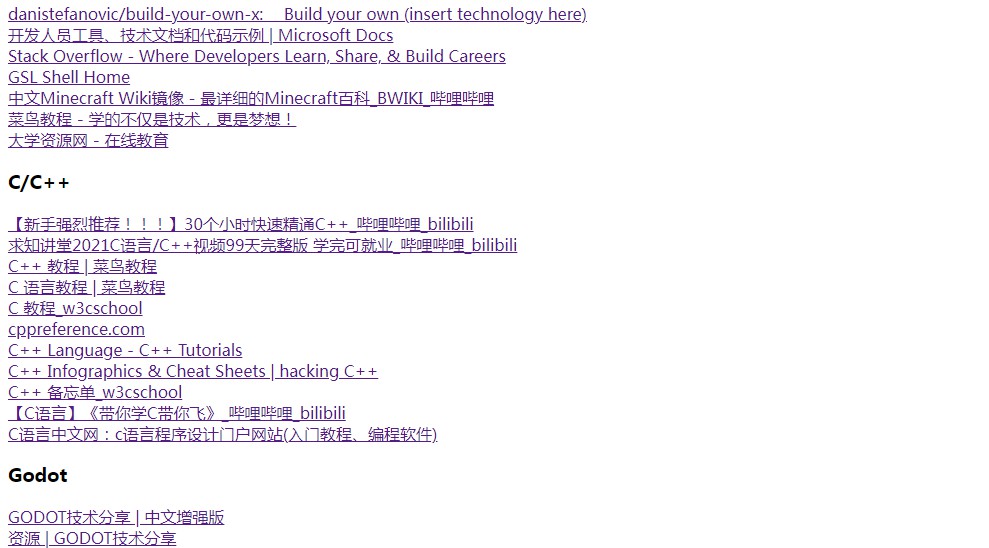 danistefanovic/build-your-own-x: Build your own (insert technology here)
开发人员工具、技术文档和代码示例 | Microsoft Docs
Stack Overflow - Where Developers Learn, Share, & Build Careers
GSL Shell Home
中文Minecraft Wiki镜像 - 最详细的Minecraft百科_BWIKI_哔哩哔哩
菜鸟教程 - 学的不仅是技术，更是梦想！
大学资源网 - 在线教育
C/C++
【新手强烈推荐！！！】30个小时快速精通C++_哔哩哔哩_bilibili
求知讲堂2021C语言/C++视频99天完整版 学完可就业_哔哩哔哩_bilibili
C++ 教程 | 菜鸟教程
C 语言教程 | 菜鸟教程
C 教程_w3cschool
cppreference.com
C++ Language - C++ Tutorials
C++ Infographics & Cheat Sheets | hacking C++
C++ 备忘单_w3cschool
【C语言】《带你学C带你飞》_哔哩哔哩_bilibili
C语言中文网：c语言程序设计门户网站(入门教程、编程软件)
Godot
GODOT技术分享 | 中文增强版
资源 | GODOT技术分享